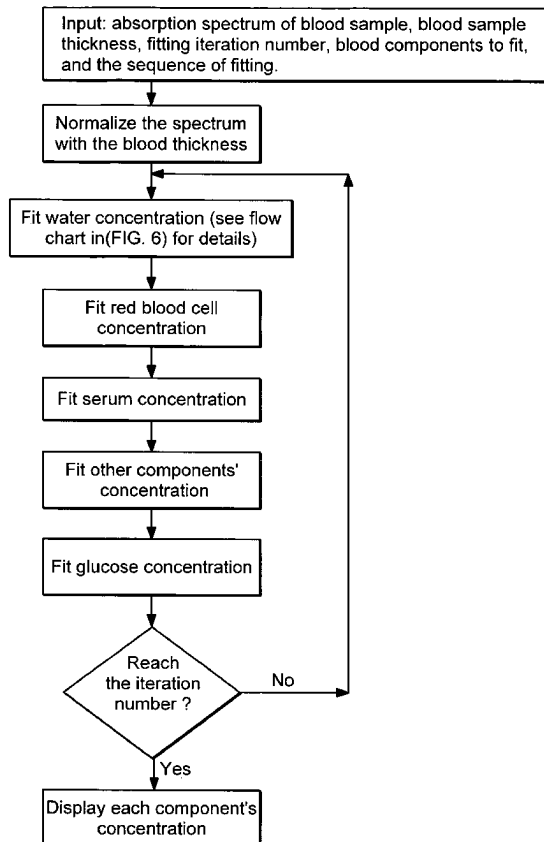 Input: absorption spectrum of blood sample, blood sample
thickness, fitting iteration number, blood components to fit,
and the sequence of fitting.
Normalize the spectrum
with the blood thickness
Fit water concentration (see flow
chart in(FIG. 6) for details)
Fit red blood cell
concentration
Fit serum concentration
Fit other components'
concentration
Fit glucose concentration
Reach
the iteration
number ?
No
Yes
Display each component's
concentration